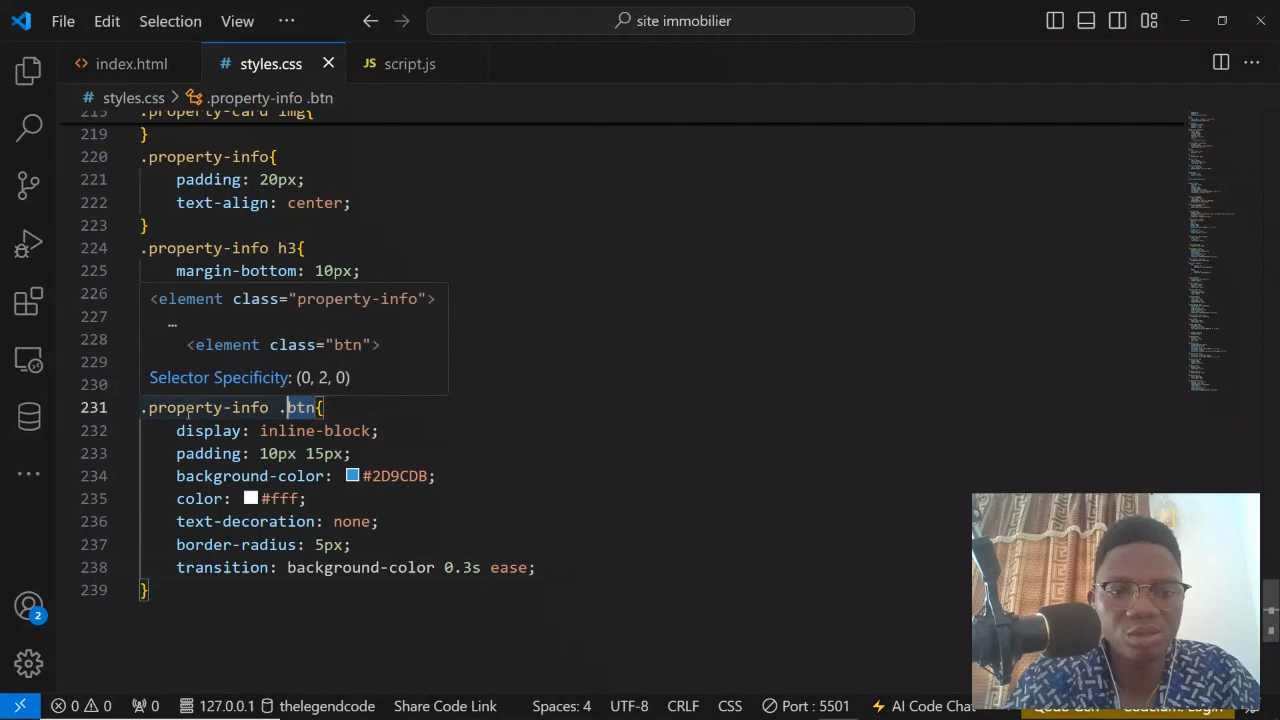 File Edit Selection View ··· site immobilier
index.html styles.css JS script.js
styles.css > .property-info .btn
219 }
220 .property-info{
221 padding: 20px;
222 text-align: center;
223 }
224 .property-info h3{
225 margin-bottom: 10px;
226 <element class="property-info">
227 …
228 <element class="btn">
229
230 Selector Specificity: (0, 2, 0)
231 .property-info .btn{
232 display: inline-block;
233 padding: 10px 15px;
234 background-color: #2D9CDB;
235 color: #fff;
236 text-decoration: none;
237 border-radius: 5px;
238 transition: background-color 0.3s ease;
239 }
2
0 0 0 127.0.0.1 thelegendcode Share Code Link Spaces: 4 UTF-8 CRLF CSS Port : 5501 AI Code Cha